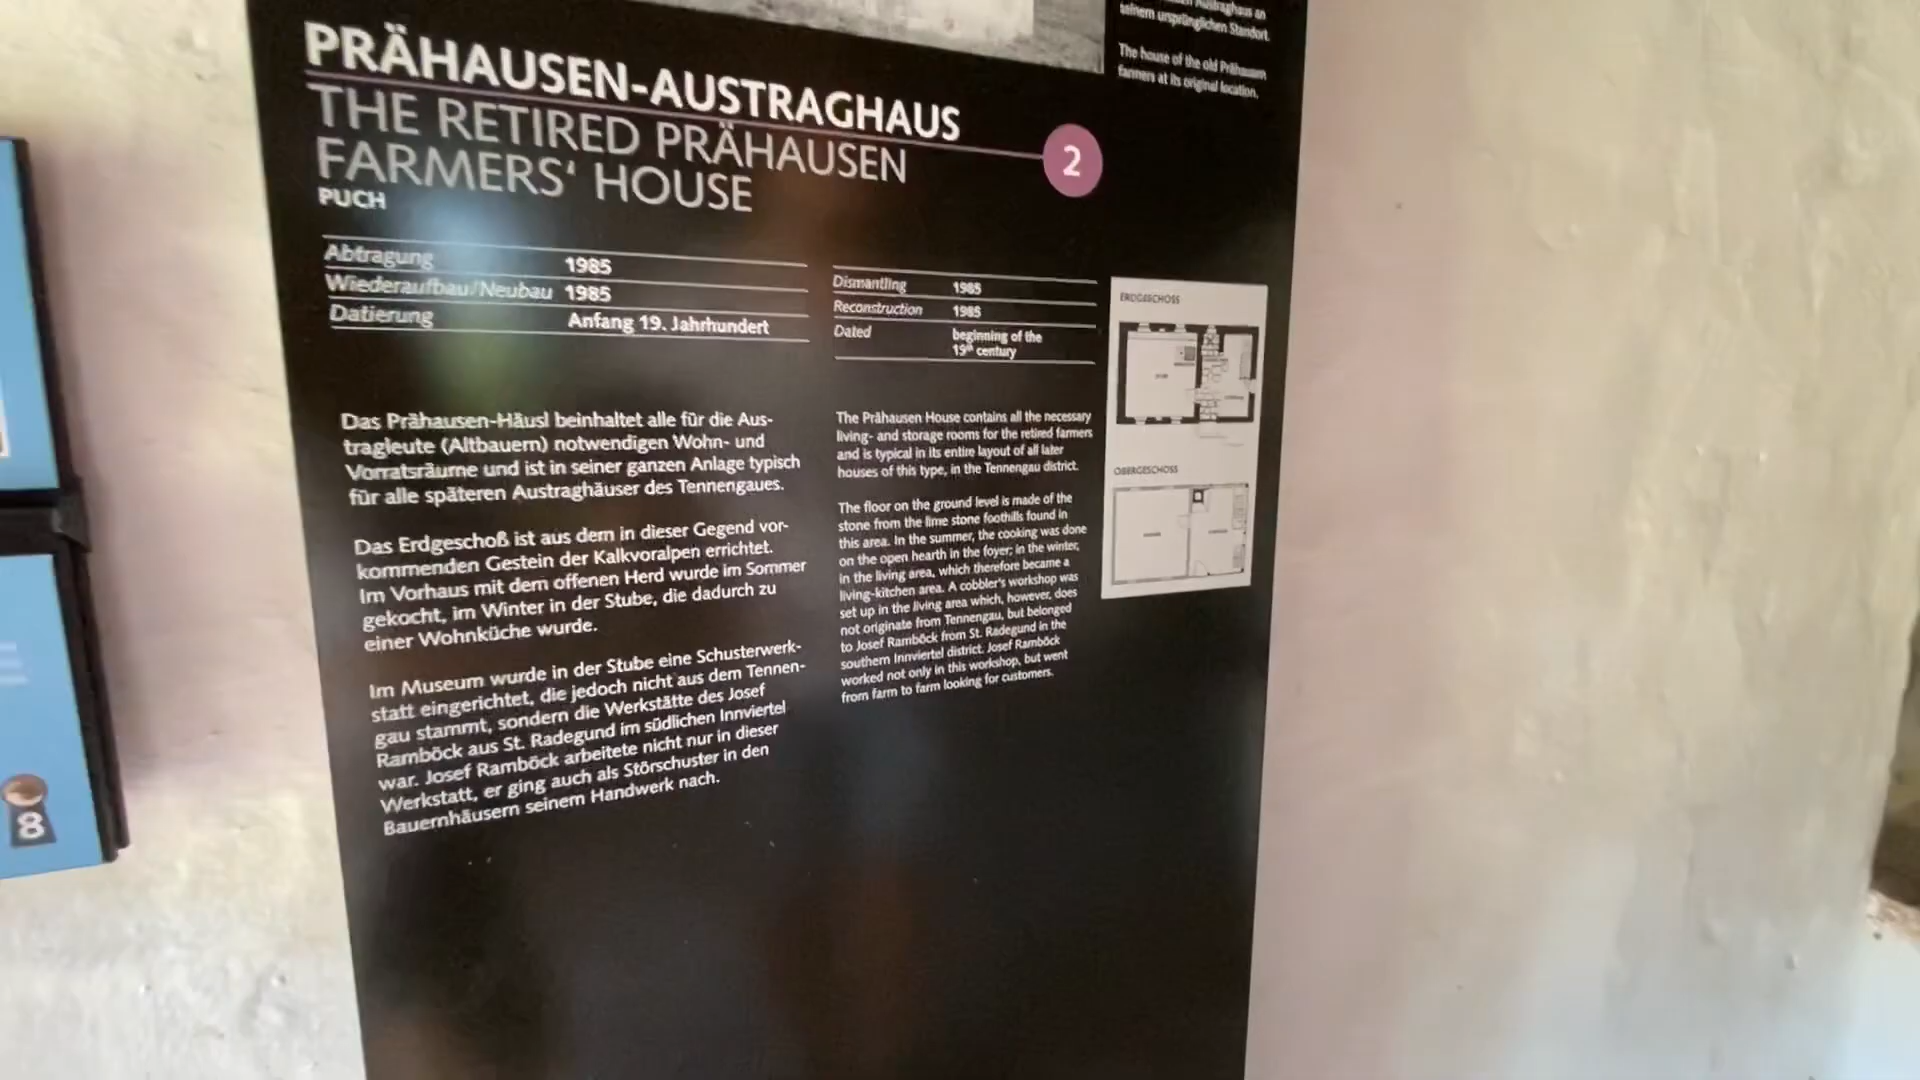 seinem ursprünglichen Standort.
The house of the old Prähausen
farmers at its original location.
PRÄHAUSEN-AUSTRAGHAUS
THE RETIRED PRÄHAUSEN
FARMERS' HOUSE
PUCH
2
Abtragung 1985
Wiederaufbau/Neubau 1985
Datierung Anfang 19. Jahrhundert
Dismantling 1985
Reconstruction 1985
Dated beginning of the
19th century
Das Prähausen-Häusl beinhaltet alle für die Aus-
tragleute (Altbauern) notwendigen Wohn- und
Vorratsräume und ist in seiner ganzen Anlage typisch
für alle späteren Austraghäuser des Tennengaues.
Das Erdgeschoß ist aus dem in dieser Gegend vor-
kommenden Gestein der Kalkvoralpen errichtet.
Im Vorhaus mit dem offenen Herd wurde im Sommer
gekocht, im Winter in der Stube, die dadurch zu
einer Wohnküche wurde.
Im Museum wurde in der Stube eine Schusterwerk-
statt eingerichtet, die jedoch nicht aus dem Tennen-
gau stammt, sondern die Werkstätte des Josef
Ramböck aus St. Radegund im südlichen Innviertel
war. Josef Ramböck arbeitete nicht nur in dieser
Werkstatt, er ging auch als Störschuster in den
Bauernhäusern seinem Handwerk nach.
The Prähausen House contains all the necessary
living- and storage rooms for the retired farmers
and is typical in its entire layout of all later
houses of this type, in the Tennengau district.
The floor on the ground level is made of the
stone from the lime stone foothills found in
this area. In the summer, the cooking was done
on the open hearth in the foyer; in the winter,
in the living area, which therefore became a
living-kitchen area. A cobbler's workshop was
set up in the living area which, however, does
not originate from Tennengau, but belonged
to Josef Ramböck from St. Radegund in the
southern Innviertel district. Josef Ramböck
worked not only in this workshop, but went
from farm to farm looking for customers.
ERDGESCHOSS
OBERGESCHOSS
8